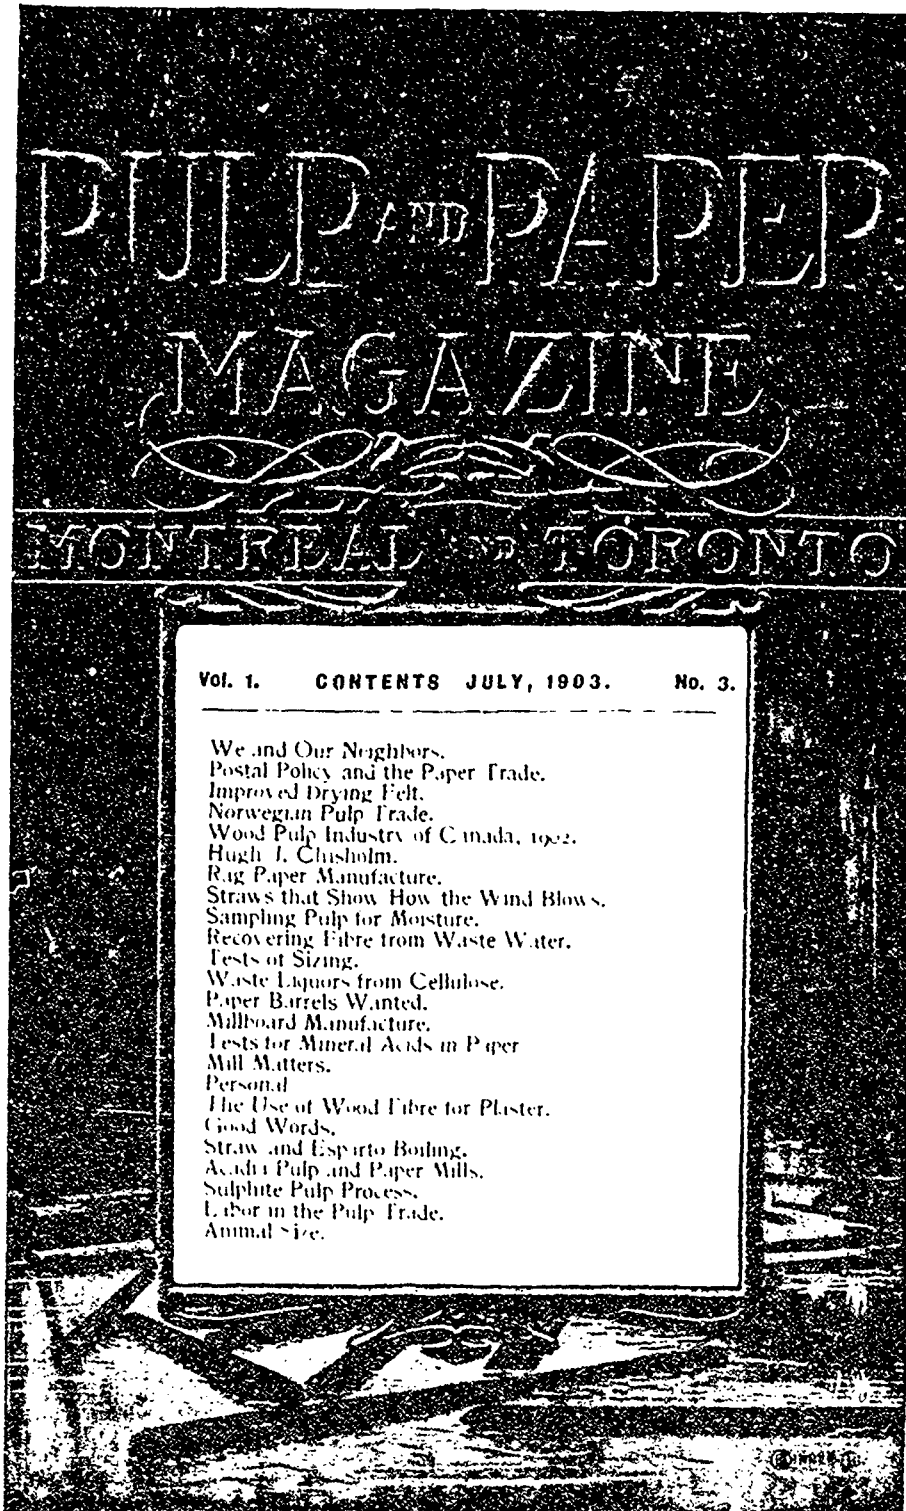 PULP AND PAPER
MAGAZINE
MONTREAL AND TORONTO
Vol. 1. CONTENTS JULY, 1903. No. 3.
We and Our Neighbors.
Postal Policy and the Paper Trade.
Improved Drying Felt.
Norwegian Pulp Trade.
Wood Pulp Industry of Canada, 1902.
Hugh J. Chisholm.
Rag Paper Manufacture.
Straws that Show How the Wind Blows.
Sampling Pulp for Moisture.
Recovering Fibre from Waste Water.
Tests of Sizing.
Waste Liquors from Cellulose.
Paper Barrels Wanted.
Millboard Manufacture.
Tests for Mineral Acids in Paper
Mill Matters.
Personal
The Use of Wood Fibre for Plaster.
Good Words.
Straw and Esparto Boiling.
Acadia Pulp and Paper Mills.
Sulphite Pulp Process.
Labor in the Pulp Trade.
Animal Size.